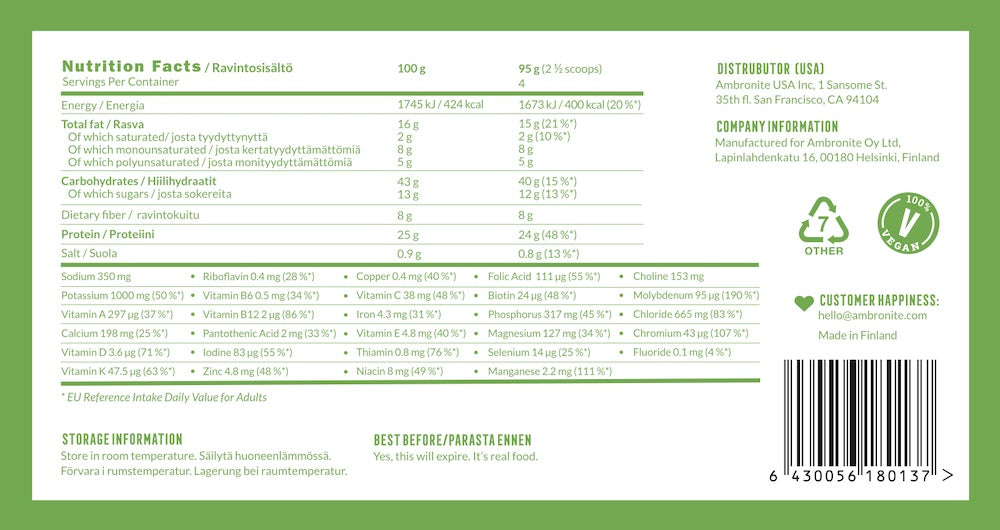 Nutrition Facts / Ravintosisältö 100 g 95 g (2 ½ scoops)
Servings Per Container 4
Energy / Energia 1745 kJ / 424 kcal 1673 kJ / 400 kcal (20 %*)
Total fat / Rasva 16 g 15 g (21 %*)
Of which saturated/ josta tyydyttynyttä 2 g 2 g (10 %*)
Of which monounsaturated / josta kertatyydyttämättömiä 8 g 8 g
Of which polyunsaturated / josta monityydyttämättömiä 5 g 5 g
Carbohydrates / Hiilihydraatit 43 g 40 g (15 %*)
Of which sugars / josta sokereita 13 g 12 g (13 %*)
Dietary fiber / ravintokuitu 8 g 8 g
Protein / Proteiini 25 g 24 g (48 %*)
Salt / Suola 0.9 g 0.8 g (13 %*)
Sodium 350 mg • Riboflavin 0.4 mg (28 %*) • Copper 0.4 mg (40 %*) • Folic Acid 111 µg (55 %*) • Choline 153 mg
Potassium 1000 mg (50 %*) • Vitamin B6 0.5 mg (34 %*) • Vitamin C 38 mg (48 %*) • Biotin 24 µg (48 %*) • Molybdenum 95 µg (190 %*)
Vitamin A 297 µg (37 %*) • Vitamin B12 2 µg (86 %*) • Iron 4.3 mg (31 %*) • Phosphorus 317 mg (45 %*) • Chloride 665 mg (83 %*)
Calcium 198 mg (25 %*) • Pantothenic Acid 2 mg (33 %*) • Vitamin E 4.8 mg (40 %*) • Magnesium 127 mg (34 %*) • Chromium 43 µg (107 %*)
Vitamin D 3.6 µg (71 %*) • Iodine 83 µg (55 %*) • Thiamin 0.8 mg (76 %*) • Selenium 14 µg (25 %*) • Fluoride 0.1 mg (4 %*)
Vitamin K 47.5 µg (63 %*) • Zinc 4.8 mg (48 %*) • Niacin 8 mg (49 %*) • Manganese 2.2 mg (111 %*)
* EU Reference Intake Daily Value for Adults
STORAGE INFORMATION
Store in room temperature. Säilytä huoneenlämmössä.
Förvara i rumstemperatur. Lagerung bei raumtemperatur.
BEST BEFORE/PARASTA ENNEN
Yes, this will expire. It's real food.
DISTRUBUTOR (USA)
Ambronite USA Inc, 1 Sansome St.
35th fl. San Francisco, CA 94104
COMPANY INFORMATION
Manufactured for Ambronite Oy Ltd,
Lapinlahdenkatu 16, 00180 Helsinki, Finland
7
OTHER
100%
V
VEGAN
CUSTOMER HAPPINESS:
hello@ambronite.com
Made in Finland
6 430056 180137 >